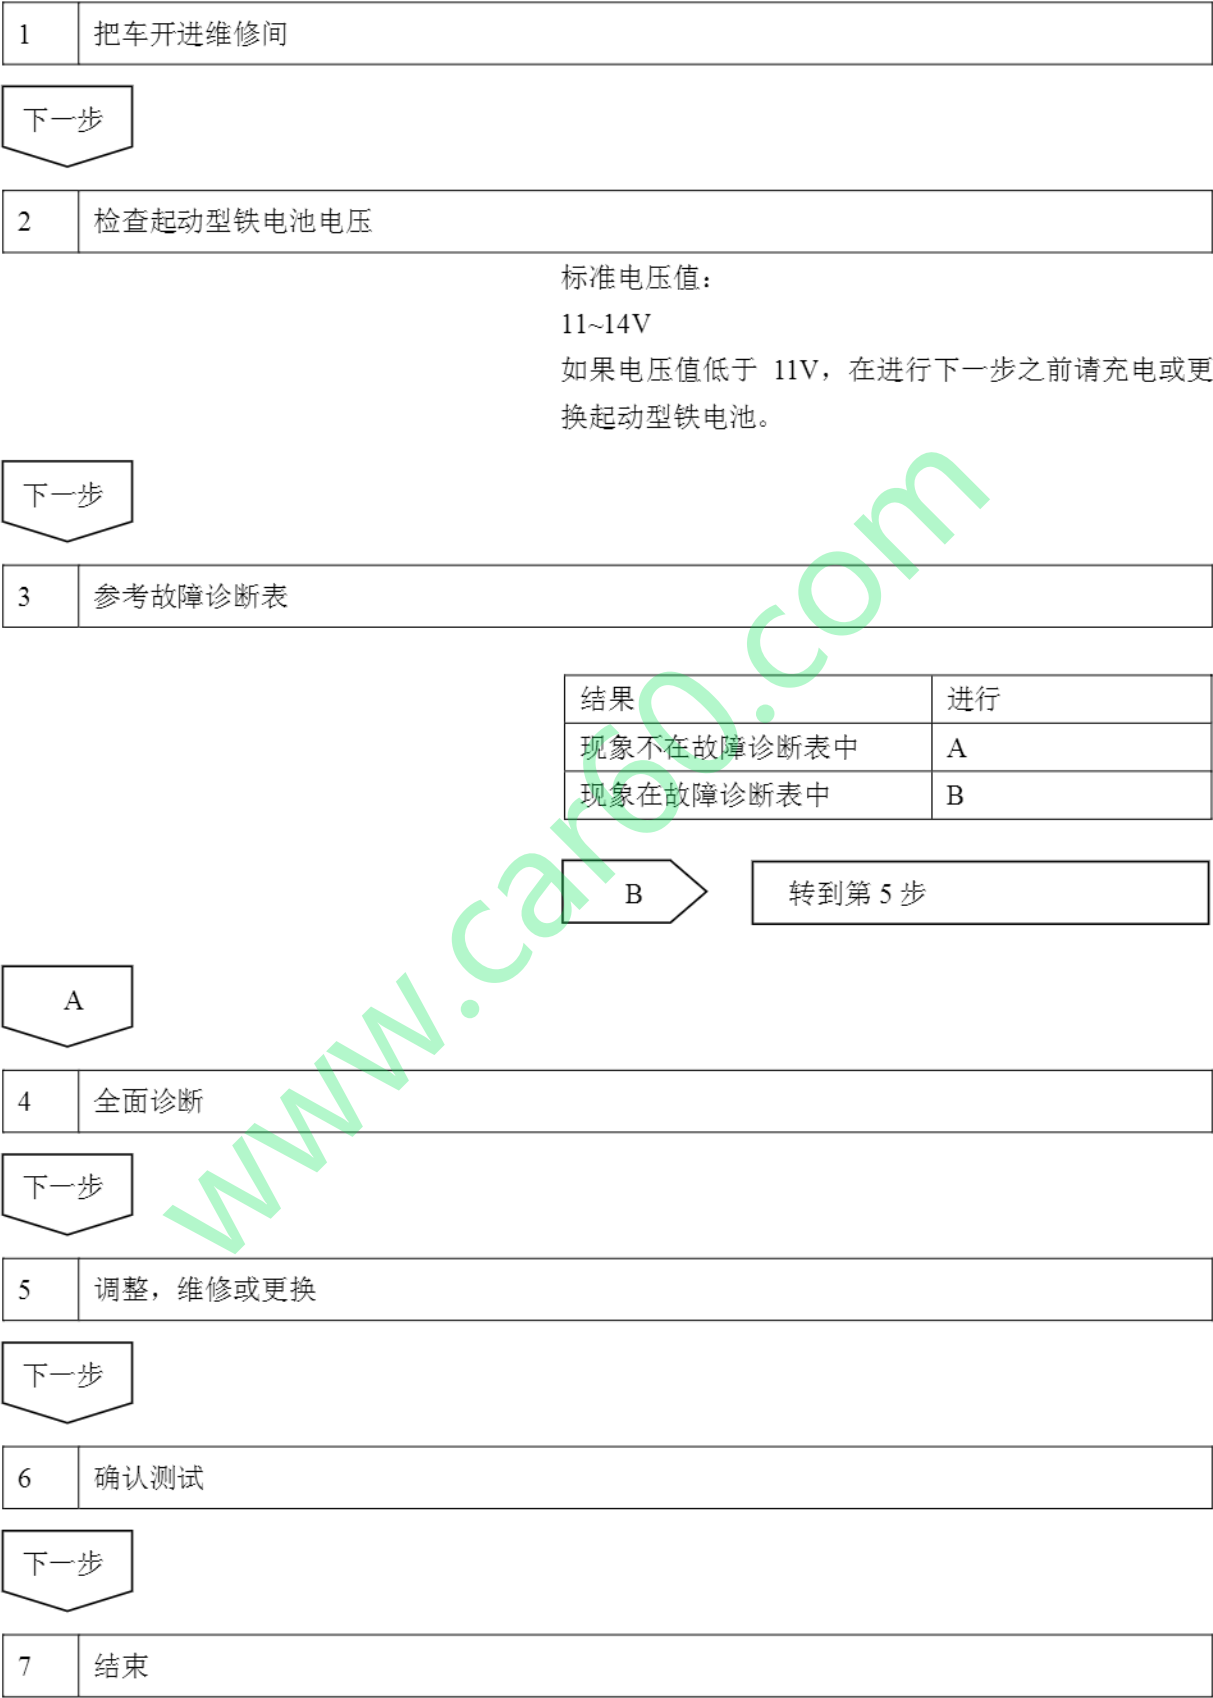 1 把车开进维修间
下一步
2 检查起动型铁电池电压
标准电压值：
11~14V
如果电压值低于 11V，在进行下一步之前请充电或更
换起动型铁电池。
下一步
3 参考故障诊断表
结果 进行
现象不在故障诊断表中 A
现象在故障诊断表中 B
B 转到第 5 步
A
4 全面诊断
下一步
5 调整，维修或更换
下一步
6 确认测试
下一步
7 结束
www.car60.com